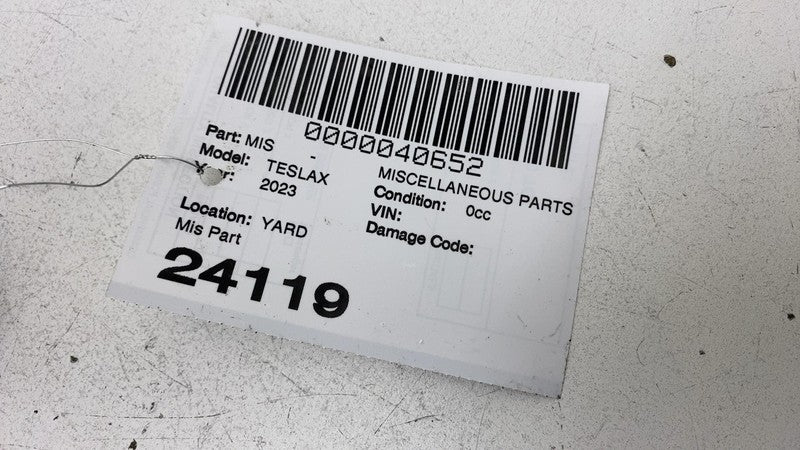 0000040652
Part: MIS - MISCELLANEOUS PARTS
Model: TESLAX Condition: 0cc
Year: 2023 VIN:
Location: YARD Damage Code:
Mis Part
24119